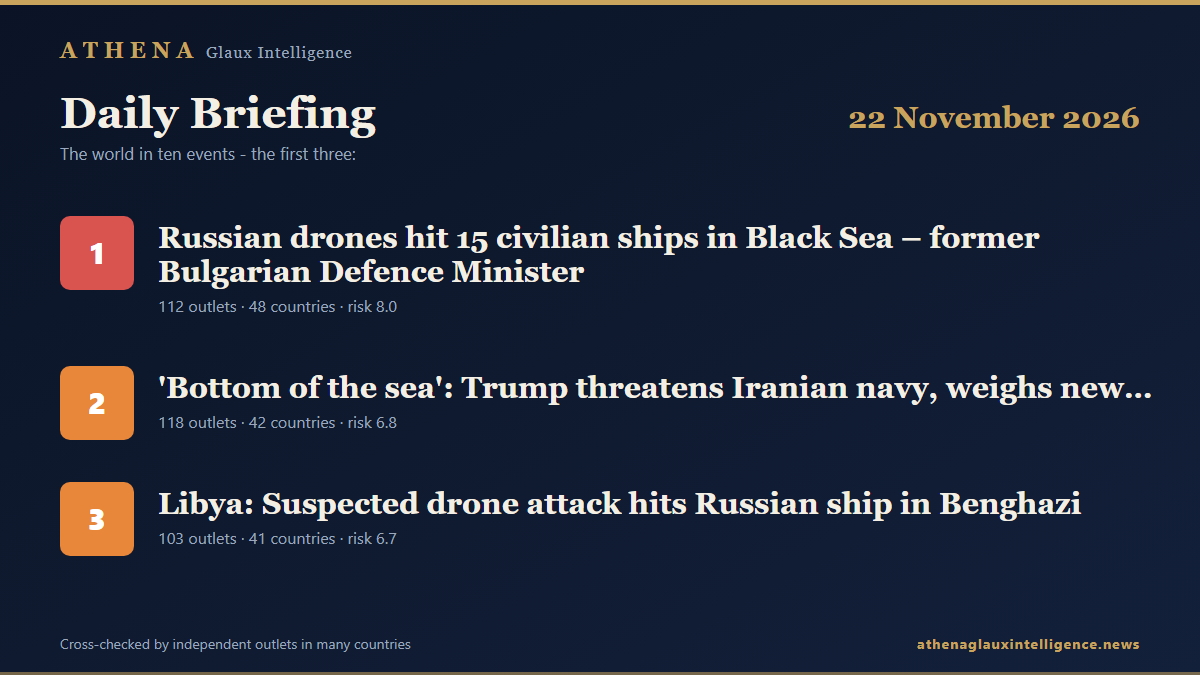 ATHENA Glaux Intelligence
Daily Briefing
22 November 2026
The world in ten events - the first three:
1
Russian drones hit 15 civilian ships in Black Sea – former
Bulgarian Defence Minister
112 outlets · 48 countries · risk 8.0
2
'Bottom of the sea': Trump threatens Iranian navy, weighs new...
118 outlets · 42 countries · risk 6.8
3
Libya: Suspected drone attack hits Russian ship in Benghazi
103 outlets · 41 countries · risk 6.7
Cross-checked by independent outlets in many countries
athenaglauxintelligence.news